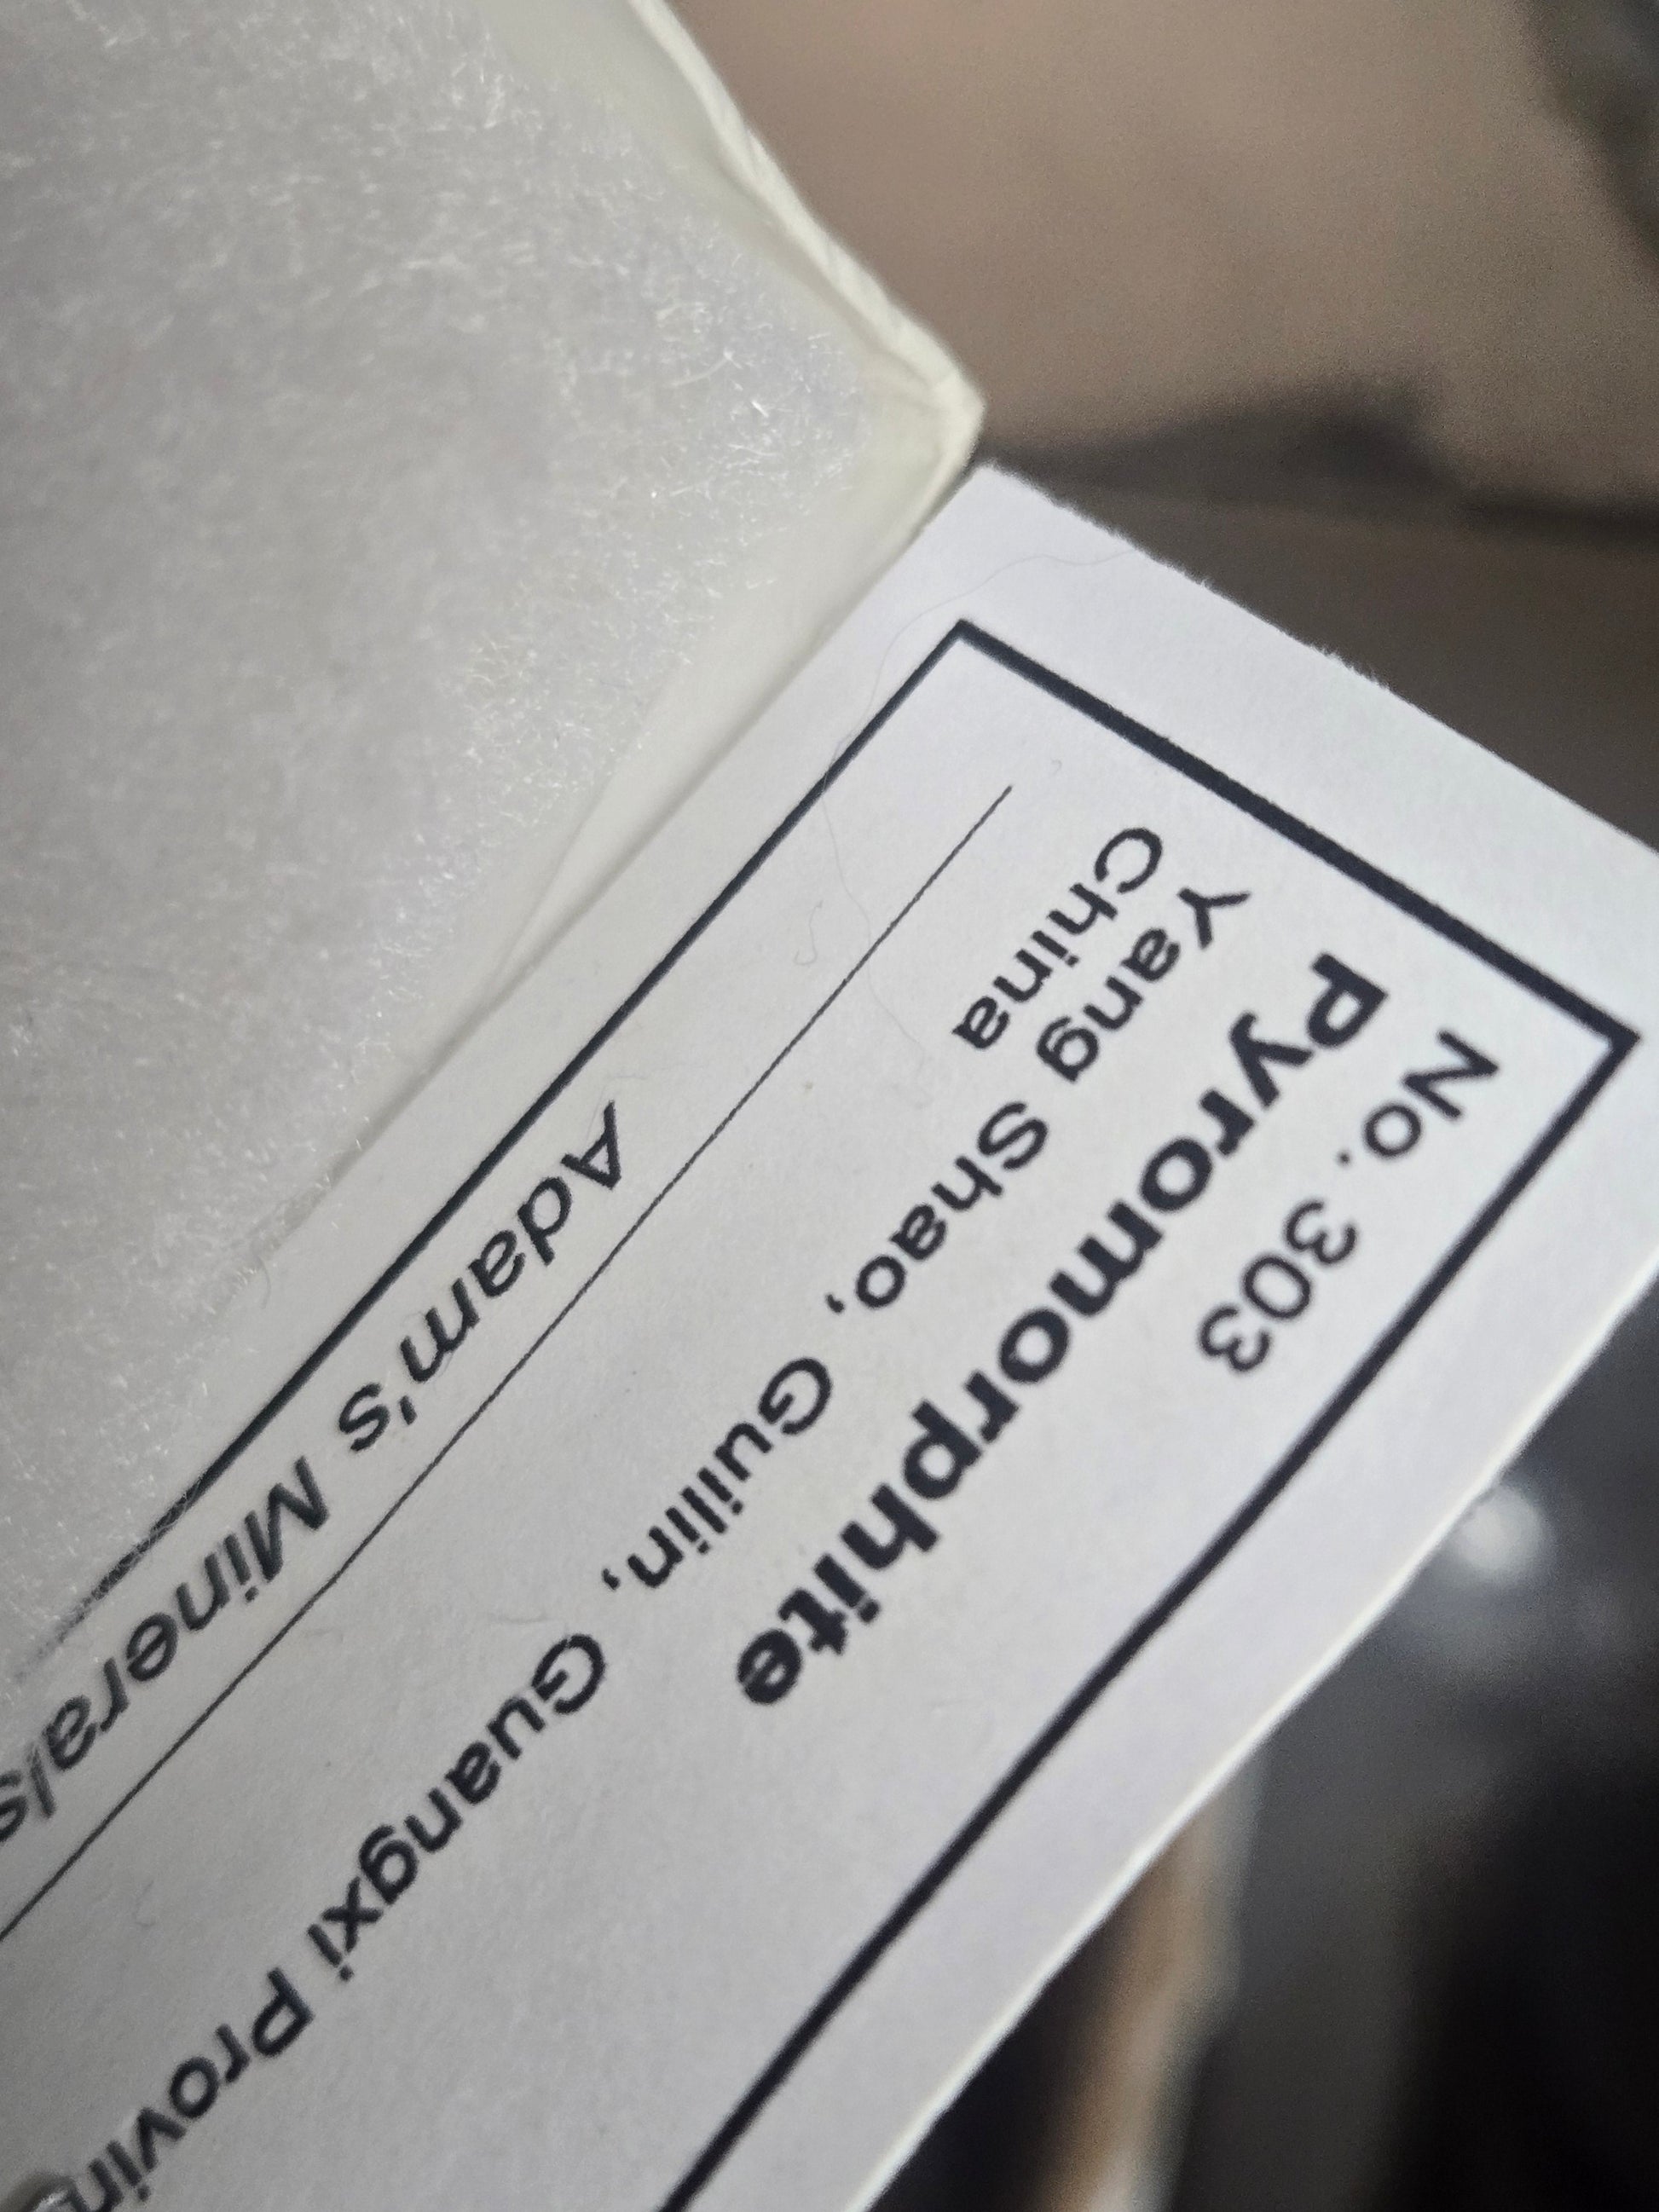 No. 303
Pyromorphite
Yang Shao, Guilin, Guangxi Provin
China
Adam's Minerals